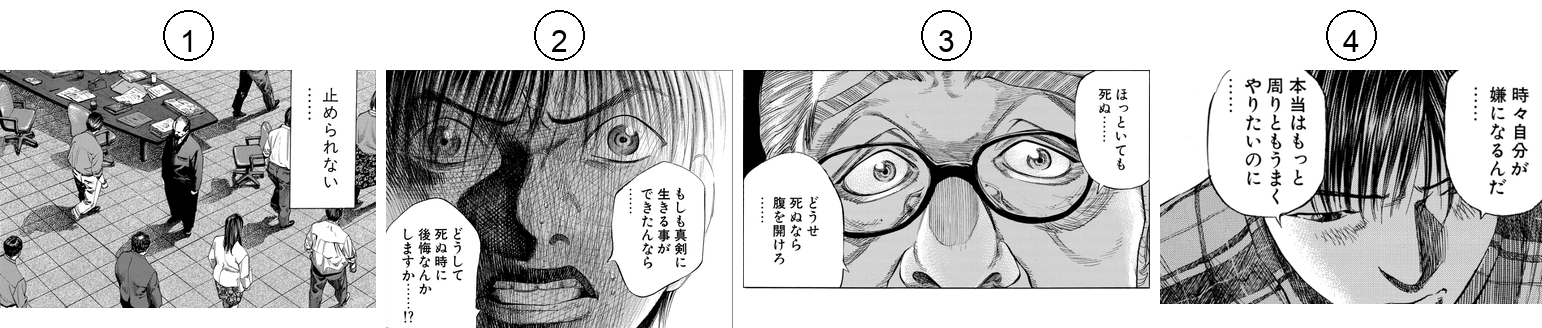 1
止められない
……
2
もしも真剣に
生きる事が
できたんなら
……
どうして
死ぬ時に
後悔なんか
しますか……!?
3
ほっといても
死ぬ……
どうせ
死ぬなら
腹を開けろ
……
4
時々自分が
嫌になるんだ
……
本当はもっと
周りともうまく
やりたいのに
……